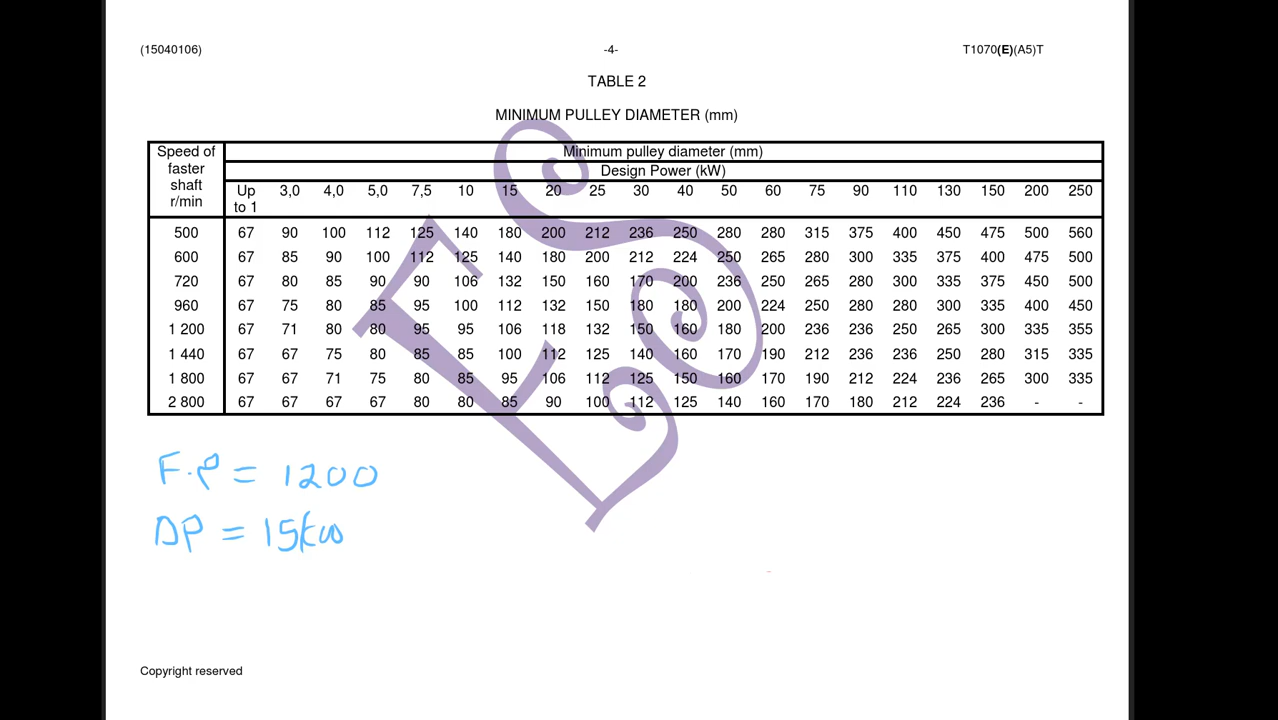 (15040106) -4- T1070(E)(A5)T
TABLE 2
MINIMUM PULLEY DIAMETER (mm)
Speed of faster shaft r/min Minimum pulley diameter (mm)
Design Power (kW)
Up to 1 3,0 4,0 5,0 7,5 10 15 20 25 30 40 50 60 75 90 110 130 150 200 250
500 67 90 100 112 125 140 180 200 212 236 250 280 280 315 375 400 450 475 500 560
600 67 85 90 100 112 125 140 180 200 212 224 250 265 280 300 335 375 400 475 500
720 67 80 85 90 90 106 132 150 160 170 200 236 250 265 280 300 335 375 450 500
960 67 75 80 85 95 100 112 132 150 180 180 200 224 250 280 280 300 335 400 450
1 200 67 71 80 80 95 95 106 118 132 150 160 180 200 236 236 250 265 300 335 355
1 440 67 67 75 80 85 85 100 112 125 140 160 170 190 212 236 236 250 280 315 335
1 800 67 67 71 75 80 85 95 106 112 125 150 160 170 190 212 224 236 265 300 335
2 800 67 67 67 67 80 80 85 90 100 112 125 140 160 170 180 212 224 236 - -
F.P = 1200
DP = 15kw
Copyright reserved